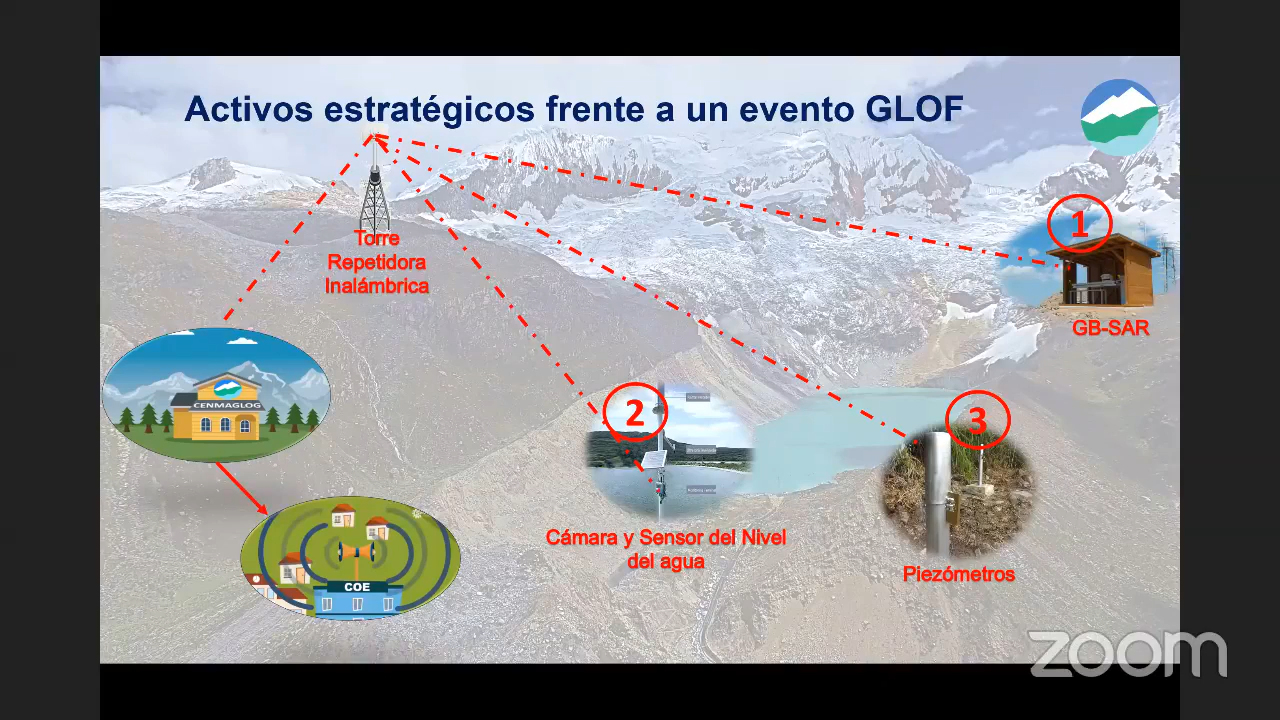 Activos estratégicos frente a un evento GLOF
1
Torre
Repetidora
Inalámbrica
GB-SAR
CENMAGLOG
2
3
Cámara y Sensor del Nivel
del agua
Piezómetros
COE
zoom